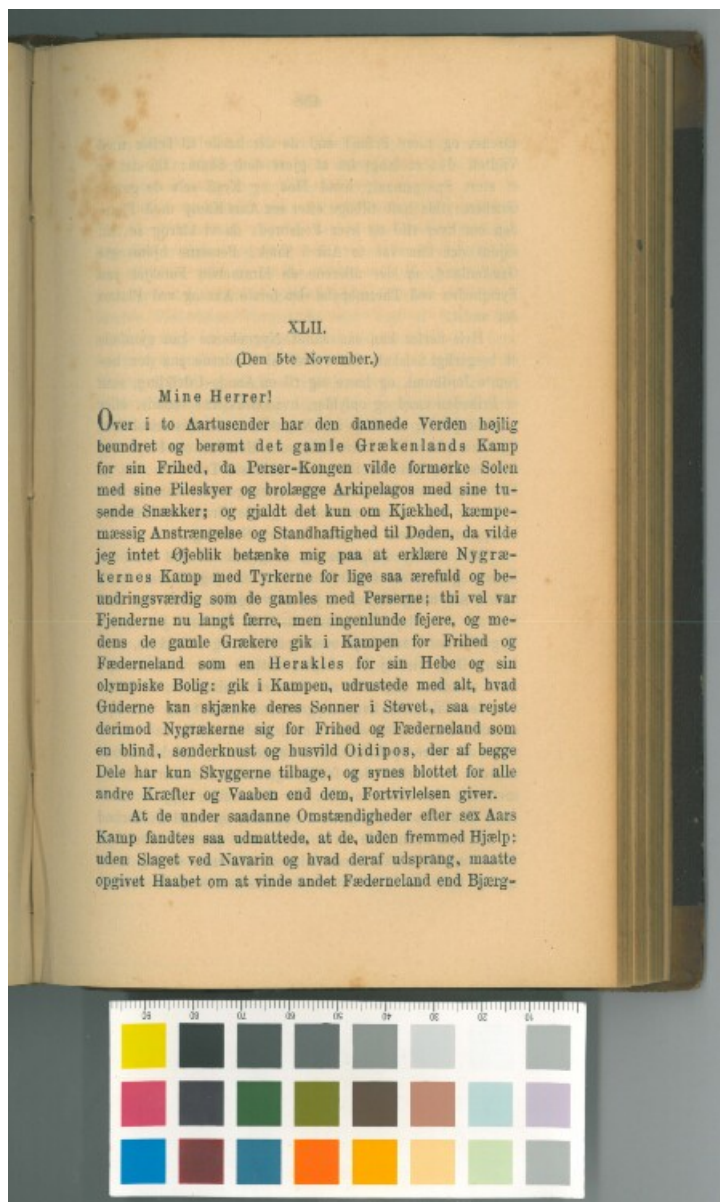 XLII.
(Den 5te November.)
Mine Herrer!
Over i to Aartusender har den dannede Verden højlig
beundret og berømt det gamle Grækenlands Kamp
for sin Frihed, da Perser-Kongen vilde formørke Solen
med sine Pileskyer og brolægge Arkipelagos med sine tu-
sende Snækker; og gjaldt det kun om Kjækhed, kæmpe-
mæssig Anstrængelse og Standhaftighed til Døden, da vilde
jeg intet Øjeblik betænke mig paa at erklære Nygræ-
kernes Kamp med Tyrkerne for lige saa ærefuld og be-
undringsværdig som de gamles med Perserne; thi vel var
Fjenderne nu langt færre, men ingenlunde fejere, og me-
dens de gamle Grækere gik i Kampen for Frihed og
Fæderneland som en Herakles for sin Hebe og sin
olympiske Bolig: gik i Kampen, udrustede med alt, hvad
Guderne kan skjænke deres Sønner i Støvet, saa rejste
derimod Nygrækerne sig for Frihed og Fæderneland som
en blind, sønderknust og husvild Oidipos, der af begge
Dele har kun Skyggerne tilbage, og synes blottet for alle
andre Kræfter og Vaaben end dem, Fortvivlelsen giver.
At de under saadanne Omstændigheder efter sex Aars
Kamp fandtes saa udmattede, at de, uden fremmed Hjælp:
uden Slaget ved Navarin og hvad deraf udsprang, maatte
opgivet Haabet om at vinde andet Fæderneland end Bjærg-
10 20 30 40 50 60 70 80 90